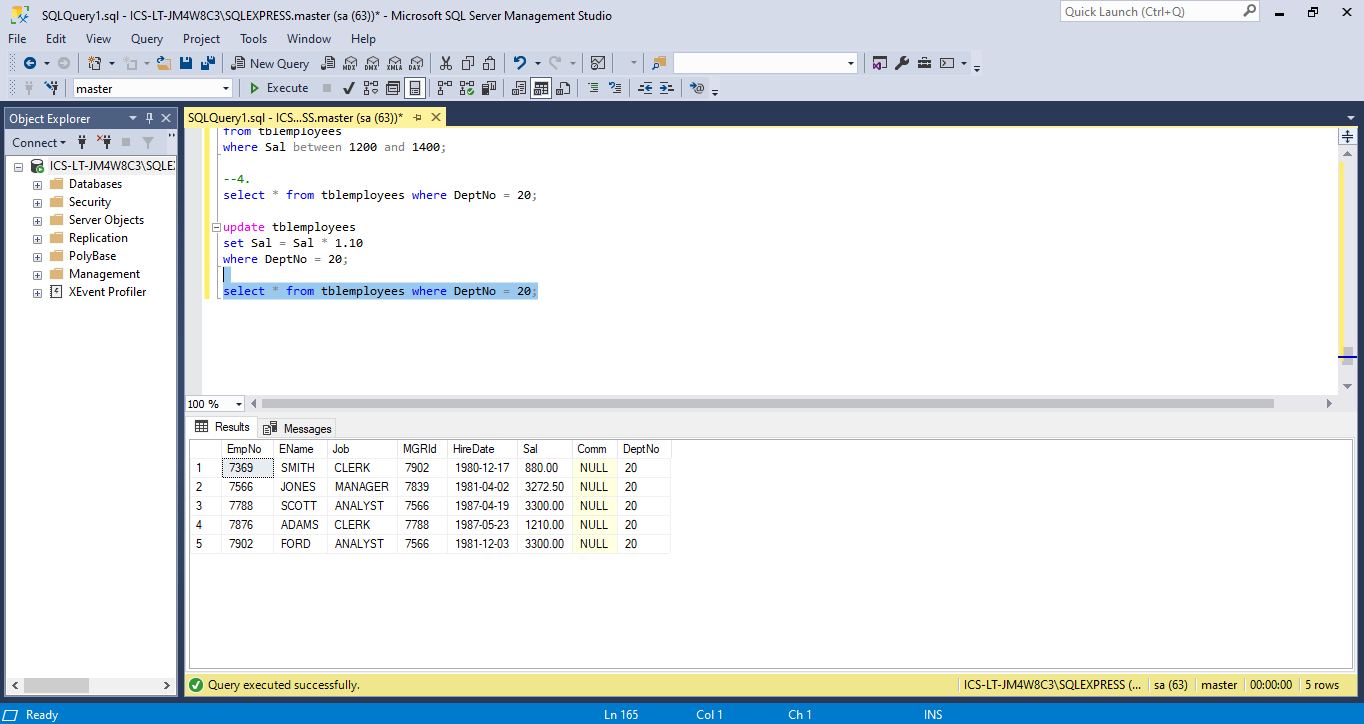 SQLQuery1.sql - ICS-LT-JM4W8C3\SQLEXPRESS.master (sa (63))* - Microsoft SQL Server Management Studio
Quick Launch (Ctrl+Q)
File Edit View Query Project Tools Window Help
New Query MDX DMX XMLA DAX
master Execute
Object Explorer
SQLQuery1.sql - ICS...SS.master (sa (63))*
Connect
ICS-LT-JM4W8C3\SQLE
Databases
Security
Server Objects
Replication
PolyBase
Management
XEvent Profiler
from tblemployees
where Sal between 1200 and 1400;
--4.
select * from tblemployees where DeptNo = 20;
update tblemployees
set Sal = Sal * 1.10
where DeptNo = 20;
select * from tblemployees where DeptNo = 20;
100 %
Results Messages
EmpNo EName Job MGRId HireDate Sal Comm DeptNo
1 7369 SMITH CLERK 7902 1980-12-17 880.00 NULL 20
2 7566 JONES MANAGER 7839 1981-04-02 3272.50 NULL 20
3 7788 SCOTT ANALYST 7566 1987-04-19 3300.00 NULL 20
4 7876 ADAMS CLERK 7788 1987-05-23 1210.00 NULL 20
5 7902 FORD ANALYST 7566 1981-12-03 3300.00 NULL 20
Query executed successfully.
ICS-LT-JM4W8C3\SQLEXPRESS (... sa (63) master 00:00:00 5 rows
Ready Ln 165 Col 1 Ch 1 INS